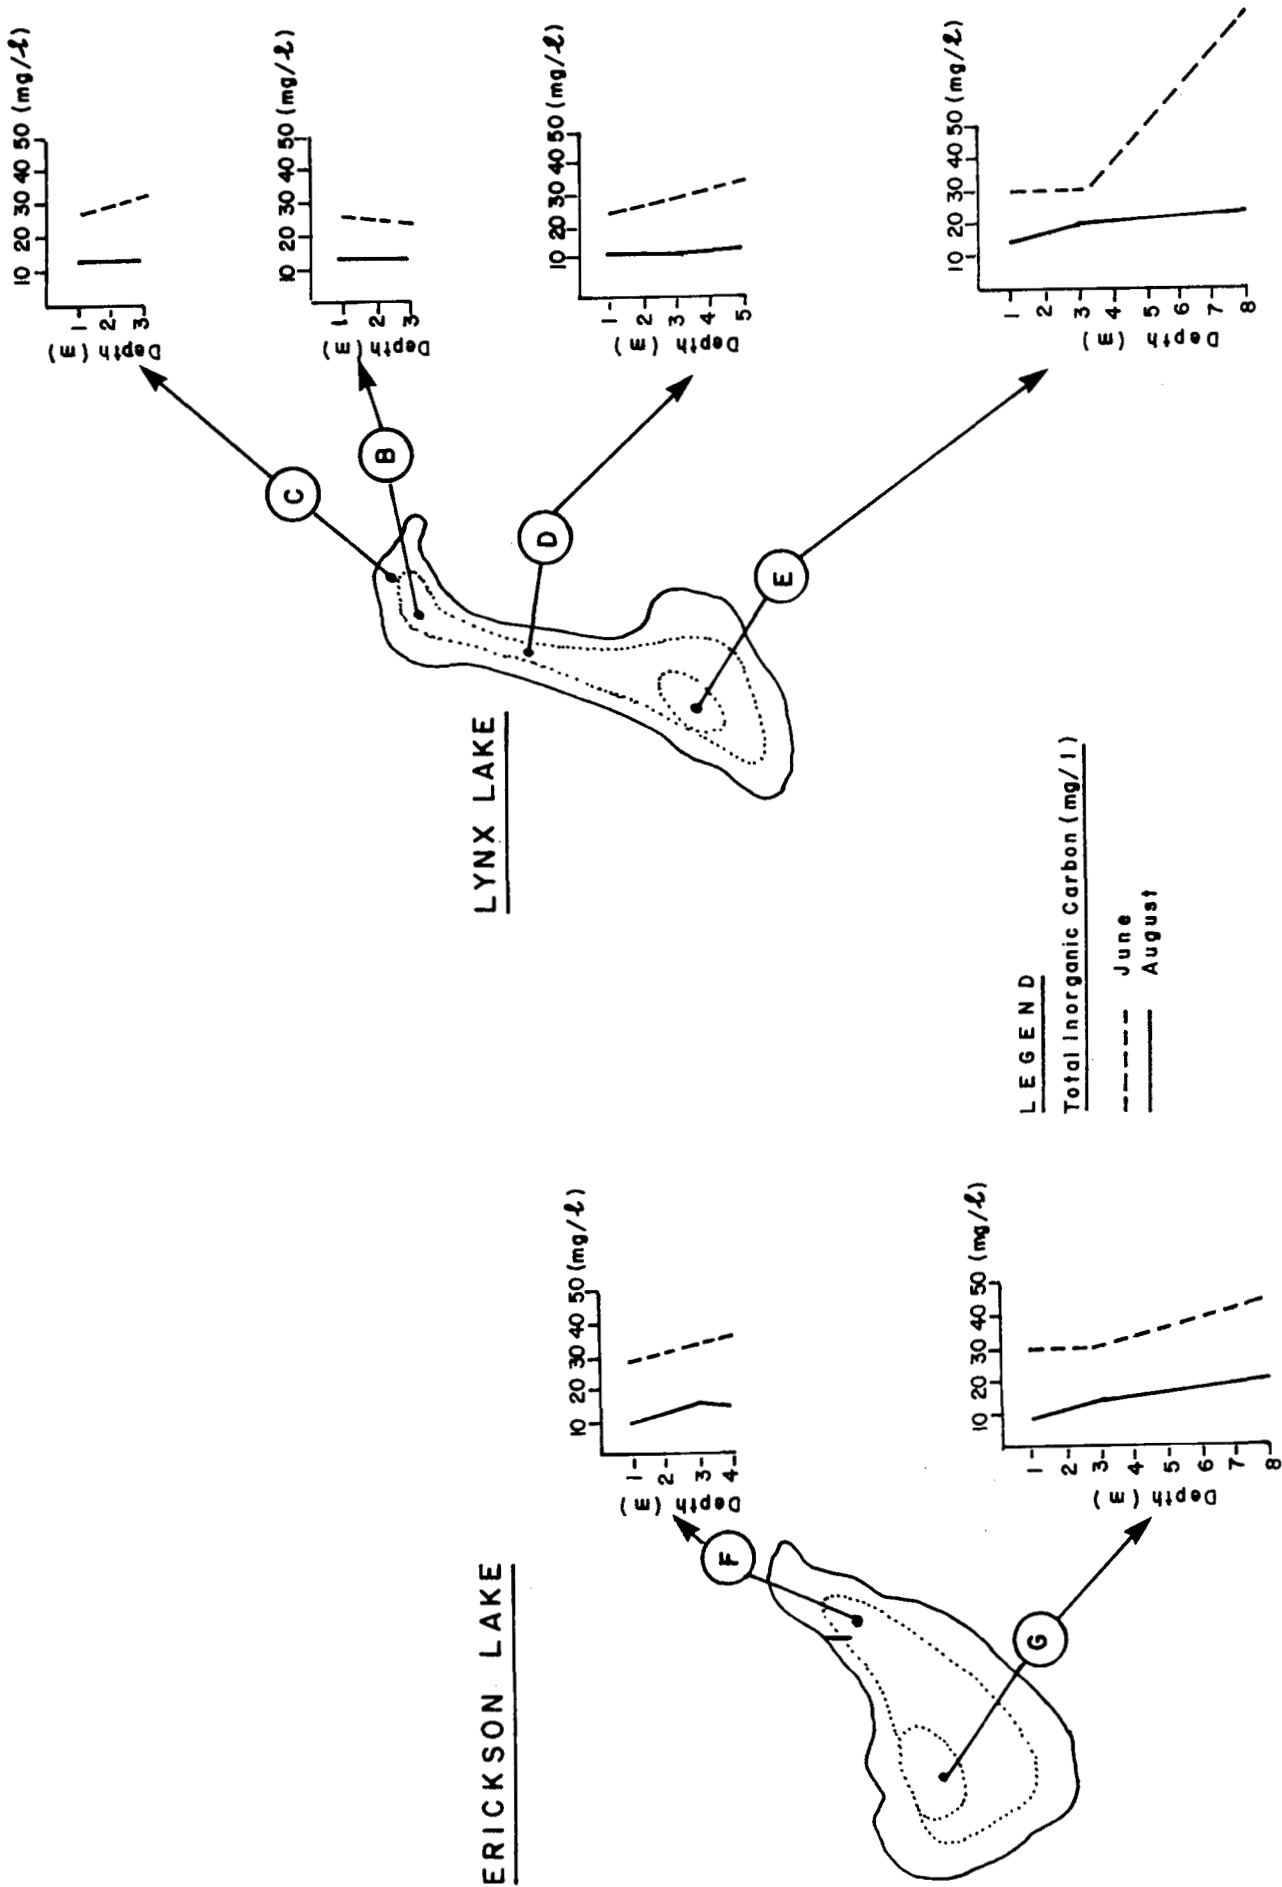 ERICKSON LAKE
F
10 20 30 40 50 (mg/l)
1
2
3
4
Depth (m)
G
10 20 30 40 50 (mg/l)
1
2
3
4
5
6
7
8
Depth (m)
LYNX LAKE
C
10 20 30 40 50 (mg/l)
1
2
3
Depth (m)
B
10 20 30 40 50 (mg/l)
1
2
3
Depth (m)
D
10 20 30 40 50 (mg/l)
1
2
3
4
5
Depth (m)
E
10 20 30 40 50 (mg/l)
1
2
3
4
5
6
7
8
Depth (m)
LEGEND
Total Inorganic Carbon (mg/l)
June
August